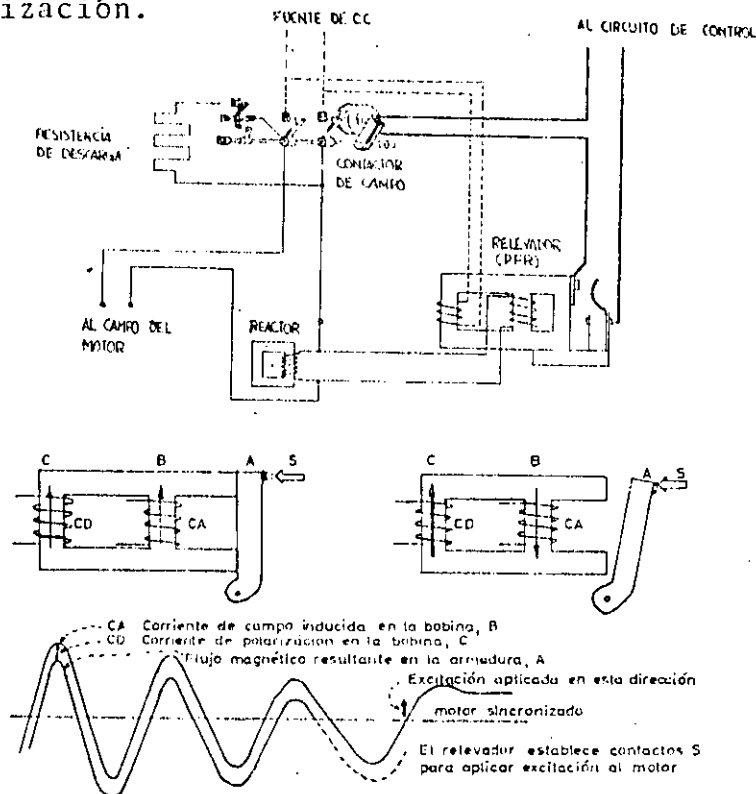 ización.
FUENTE DE CC
AL CIRCUITO DE CONTROL
RESISTENCIA
DE DESCARGA
CONTACTOR
DE CAMPO
RELEVADOR
(PFR)
AL CAMPO DEL
MOTOR
REACTOR
C B A S
CD CA
C B A S
CD CA
CA Corriente de campo inducida en la bobina, B
CD Corriente de polarización en la bobina, C
Flujo magnético resultante en la armadura, A
Excitación aplicada en esta dirección
motor sincronizado
El relevador establece contactos S
para aplicar excitación al motor